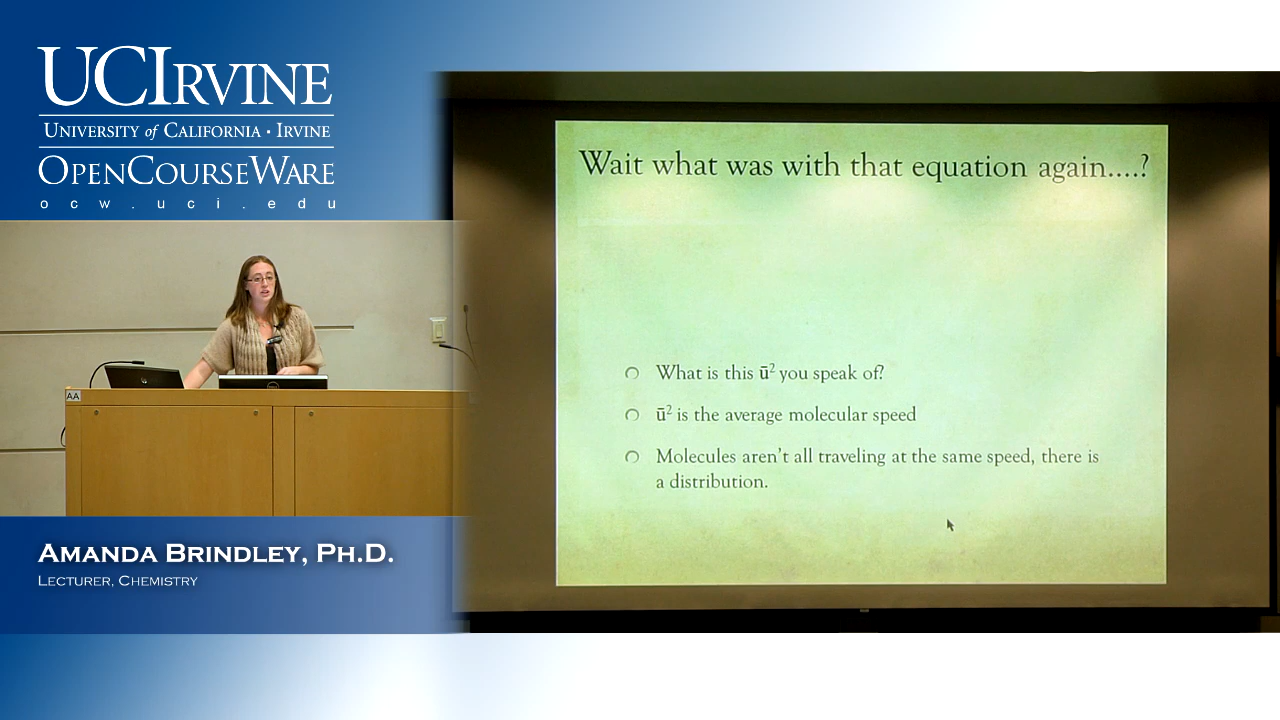 UCIRVINE
UNIVERSITY of CALIFORNIA · IRVINE
OPENCOURSEWARE
ocw.uci.edu
Wait what was with that equation again....?
What is this ū² you speak of?
ū² is the average molecular speed
Molecules aren't all traveling at the same speed, there is
a distribution.
AA
AMANDA BRINDLEY, PH.D.
LECTURER, CHEMISTRY